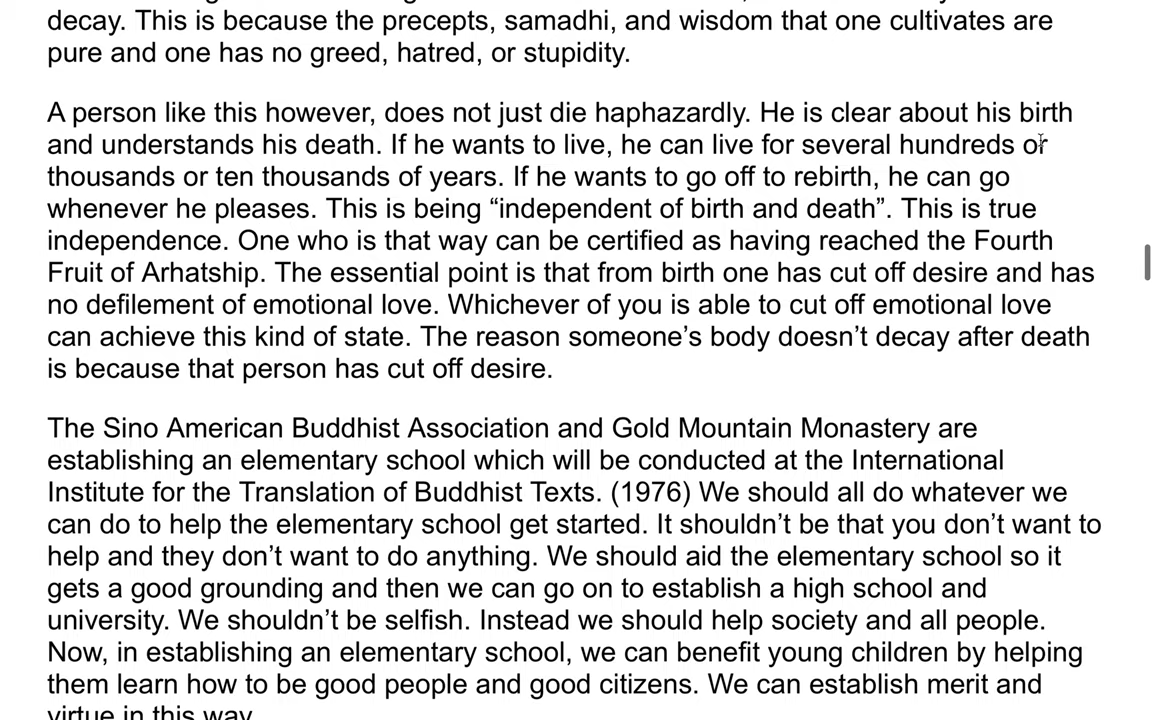 decay. This is because the precepts, samadhi, and wisdom that one cultivates are
pure and one has no greed, hatred, or stupidity.
A person like this however, does not just die haphazardly. He is clear about his birth
and understands his death. If he wants to live, he can live for several hundreds or
thousands or ten thousands of years. If he wants to go off to rebirth, he can go
whenever he pleases. This is being “independent of birth and death”. This is true
independence. One who is that way can be certified as having reached the Fourth
Fruit of Arhatship. The essential point is that from birth one has cut off desire and has
no defilement of emotional love. Whichever of you is able to cut off emotional love
can achieve this kind of state. The reason someone’s body doesn’t decay after death
is because that person has cut off desire.
The Sino American Buddhist Association and Gold Mountain Monastery are
establishing an elementary school which will be conducted at the International
Institute for the Translation of Buddhist Texts. (1976) We should all do whatever we
can do to help the elementary school get started. It shouldn’t be that you don’t want to
help and they don’t want to do anything. We should aid the elementary school so it
gets a good grounding and then we can go on to establish a high school and
university. We shouldn’t be selfish. Instead we should help society and all people.
Now, in establishing an elementary school, we can benefit young children by helping
them learn how to be good people and good citizens. We can establish merit and
virtue in this way